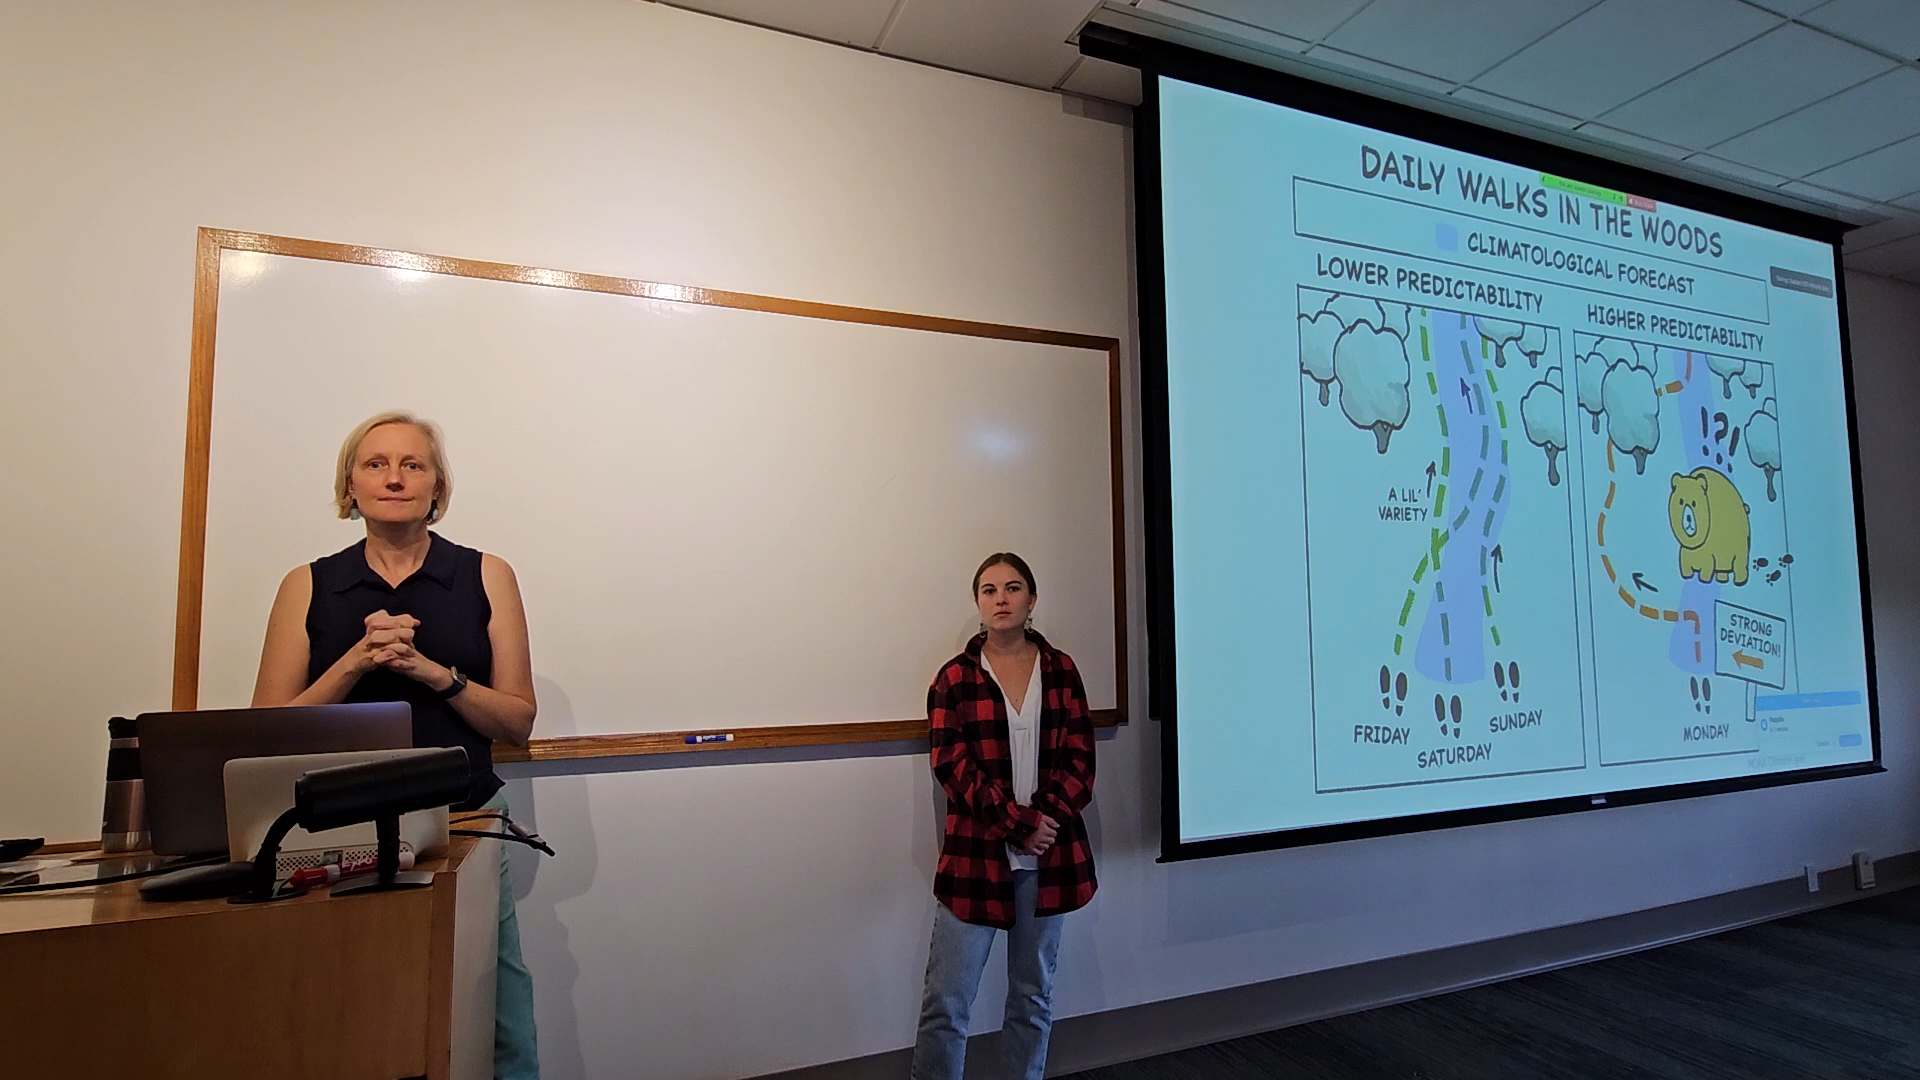 DAILY WALKS IN THE WOODS
CLIMATOLOGICAL FORECAST
LOWER PREDICTABILITY
HIGHER PREDICTABILITY
A LIL'
VARIETY
!?!
STRONG
DEVIATION!
FRIDAY
SATURDAY
SUNDAY
MONDAY
EXPO